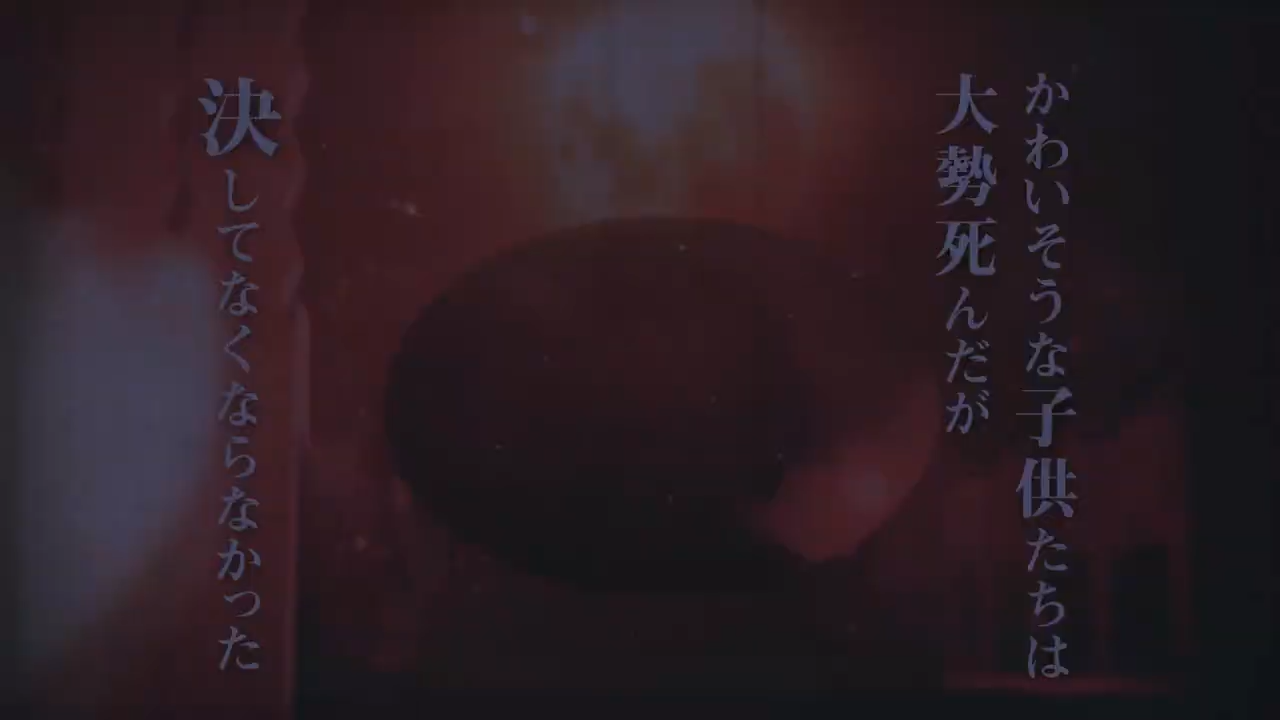 かわいそうな子供たちは
大勢死んだが
決してなくならなかった